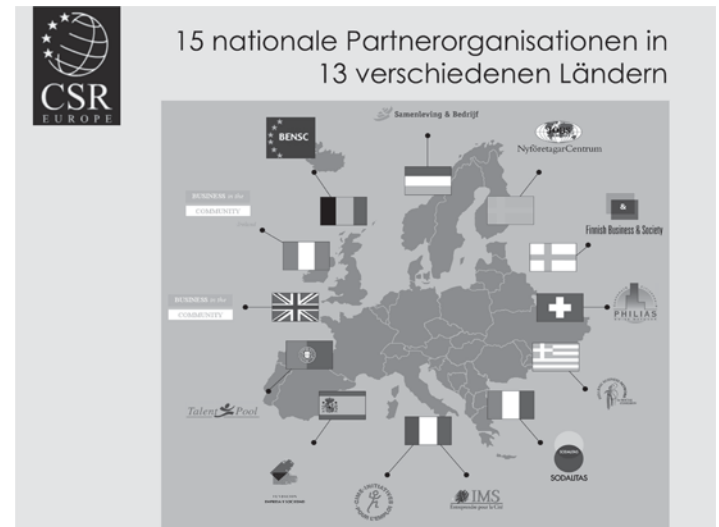 CSR
EUROPE
15 nationale Partnerorganisationen in
13 verschiedenen Ländern
Samenleving & Bedrijf
BENSC
NyföretagarCentrum
BUSINESS in the
COMMUNITY
&
Finnish Business & Society
BUSINESS in the
COMMUNITY
PHILIAS
Talent Pool
SODALITAS
SODALITAS
IMS
Entreprendre pour la Cité